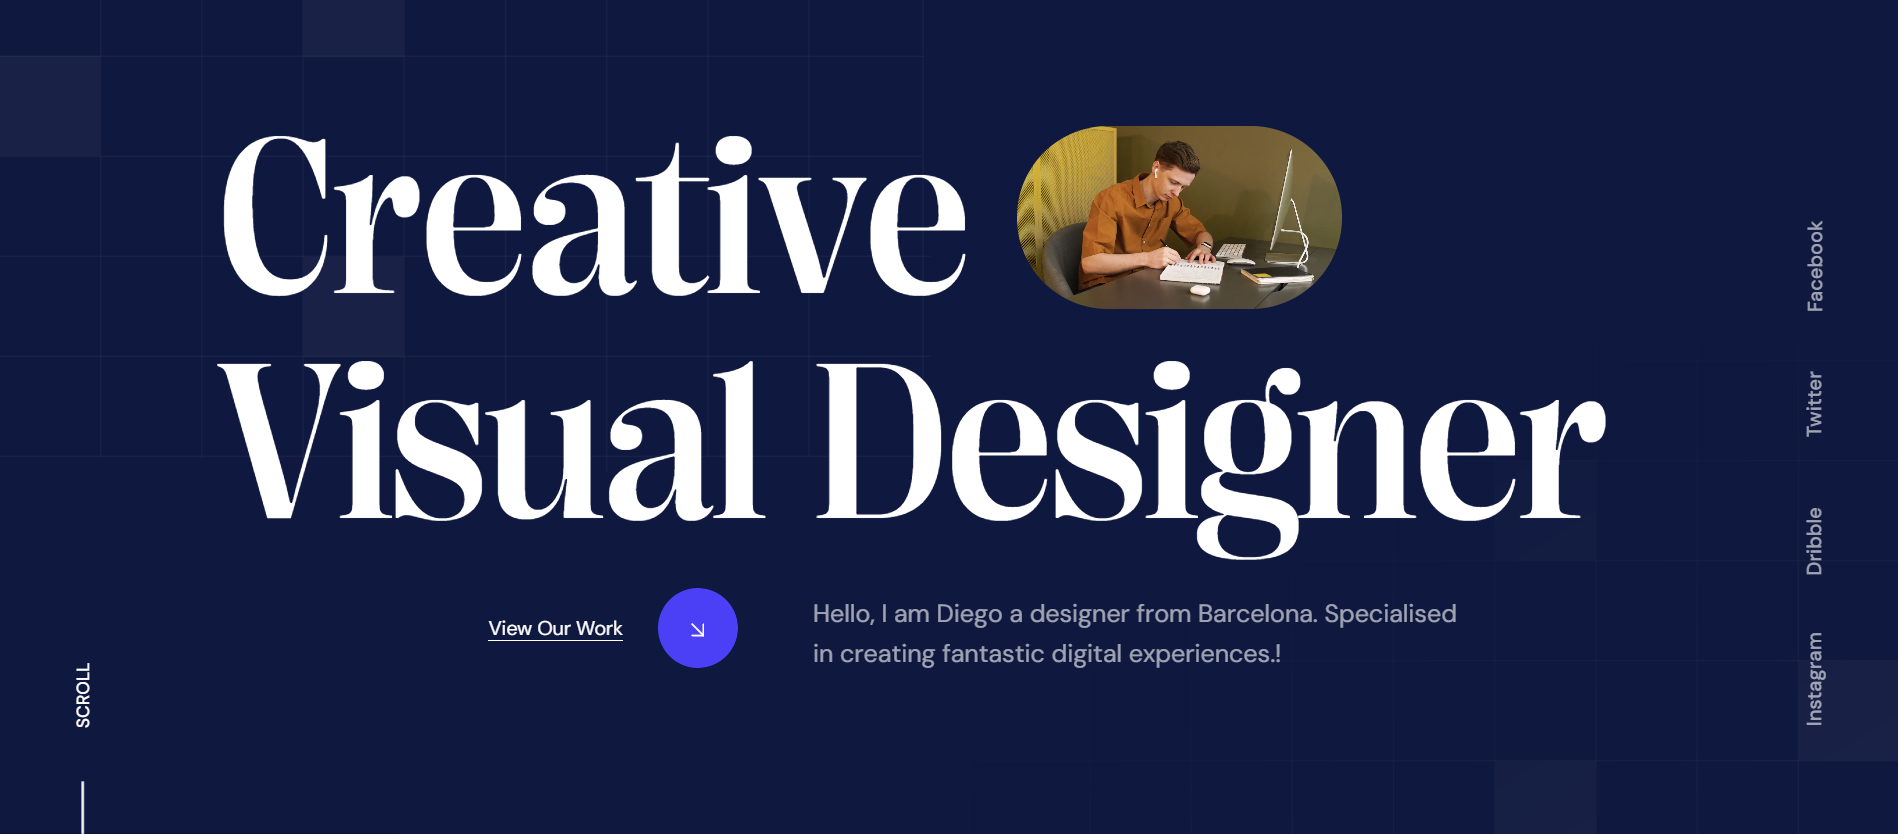 Creative
Visual Designer
View Our Work
Hello, I am Diego a designer from Barcelona. Specialised
in creating fantastic digital experiences.!
SCROLL
Facebook
Twitter
Dribble
Instagram